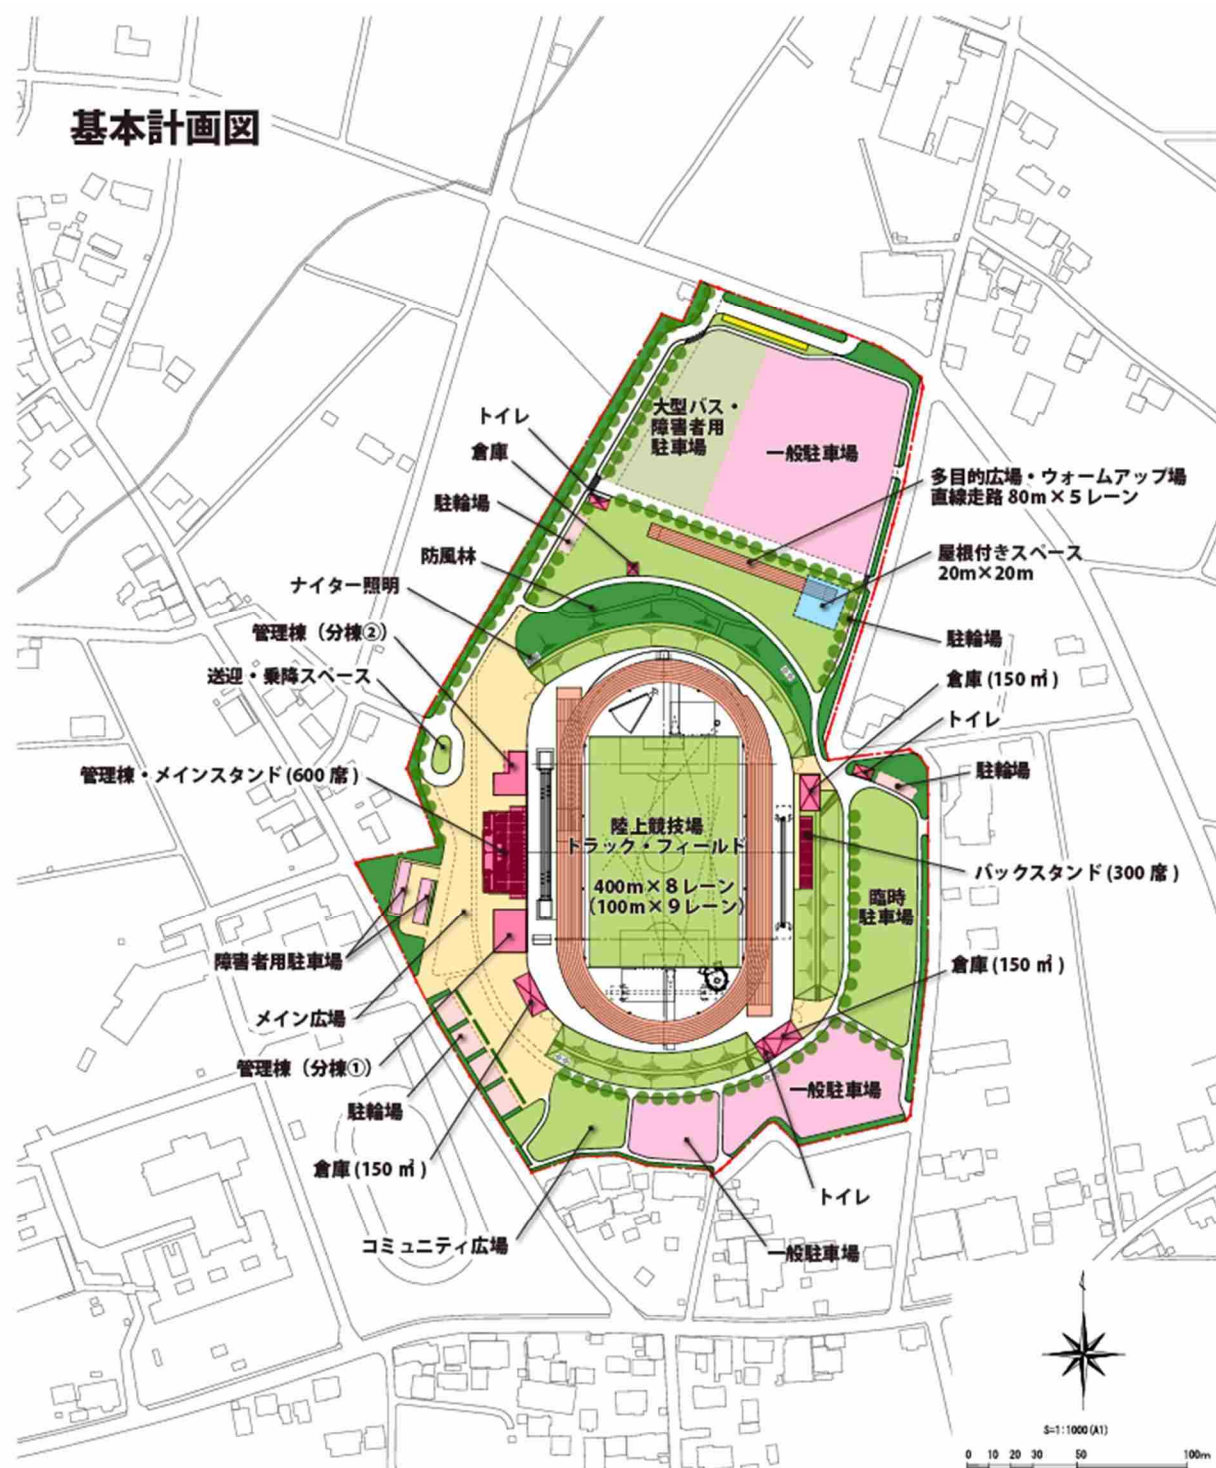 基本計画図
トイレ
倉庫
駐輪場
防風林
ナイター照明
管理棟（分棟②）
送迎・乗降スペース
管理棟・メインスタンド(600 席)
大型バス・
障害者用
駐車場
一般駐車場
多目的広場・ウォームアップ場
直線走路 80m×5レーン
屋根付きスペース
20m×20m
駐輪場
倉庫(150 ㎡)
トイレ
駐輪場
陸上競技場
トラック・フィールド
400m×8レーン
(100m×9レーン)
バックスタンド(300 席)
臨時
駐車場
倉庫(150 ㎡)
障害者用駐車場
メイン広場
管理棟（分棟①）
駐輪場
倉庫(150 ㎡)
コミュニティ広場
一般駐車場
トイレ
一般駐車場
S=1:1000(A1)
0 10 20 30 50 100m